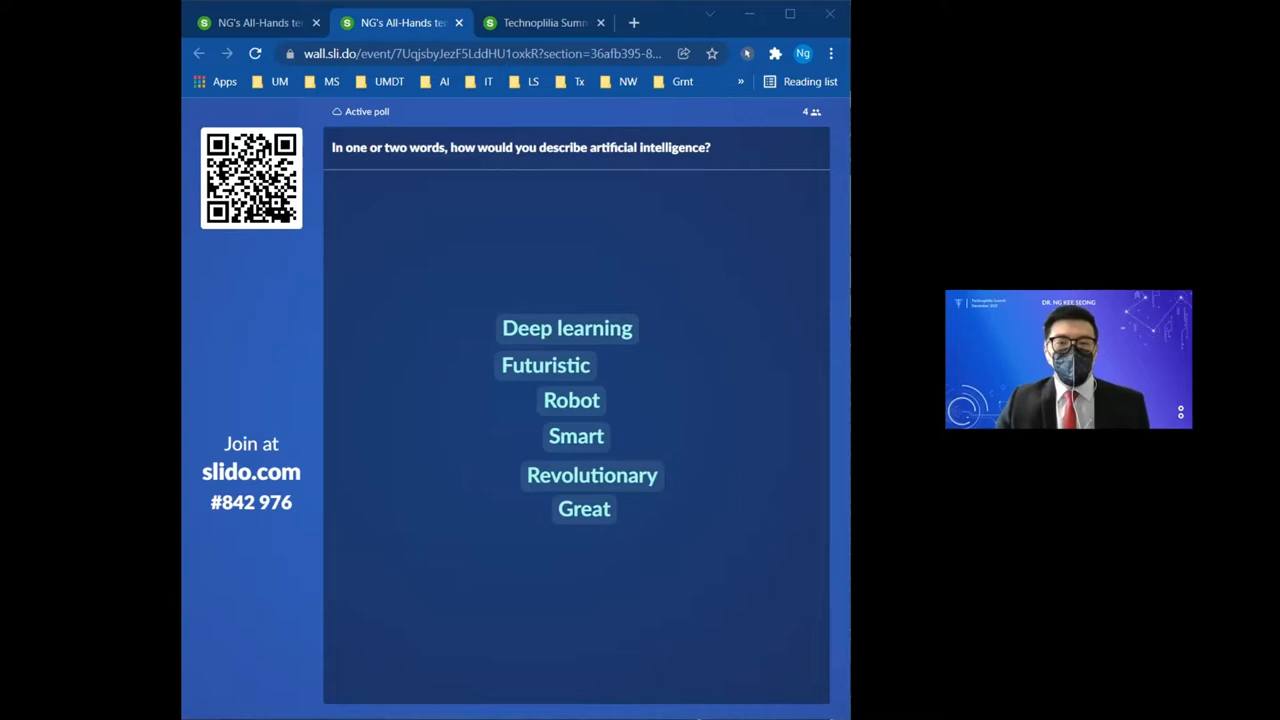 NG's All-Hands te
NG's All-Hands te
Technoplilia Sum
wall.sli.do/event/7UqjsbyJezF5LddHU1oxkR?section=36afb395-8...
Ng
Apps
UM
MS
UMDT
AI
IT
LS
Tx
NW
Grnt
»
Reading list
Active poll
4
In one or two words, how would you describe artificial intelligence?
Deep learning
Futuristic
Robot
Smart
Revolutionary
Great
Join at
slido.com
#842 976
DR. NG KEE SEONG